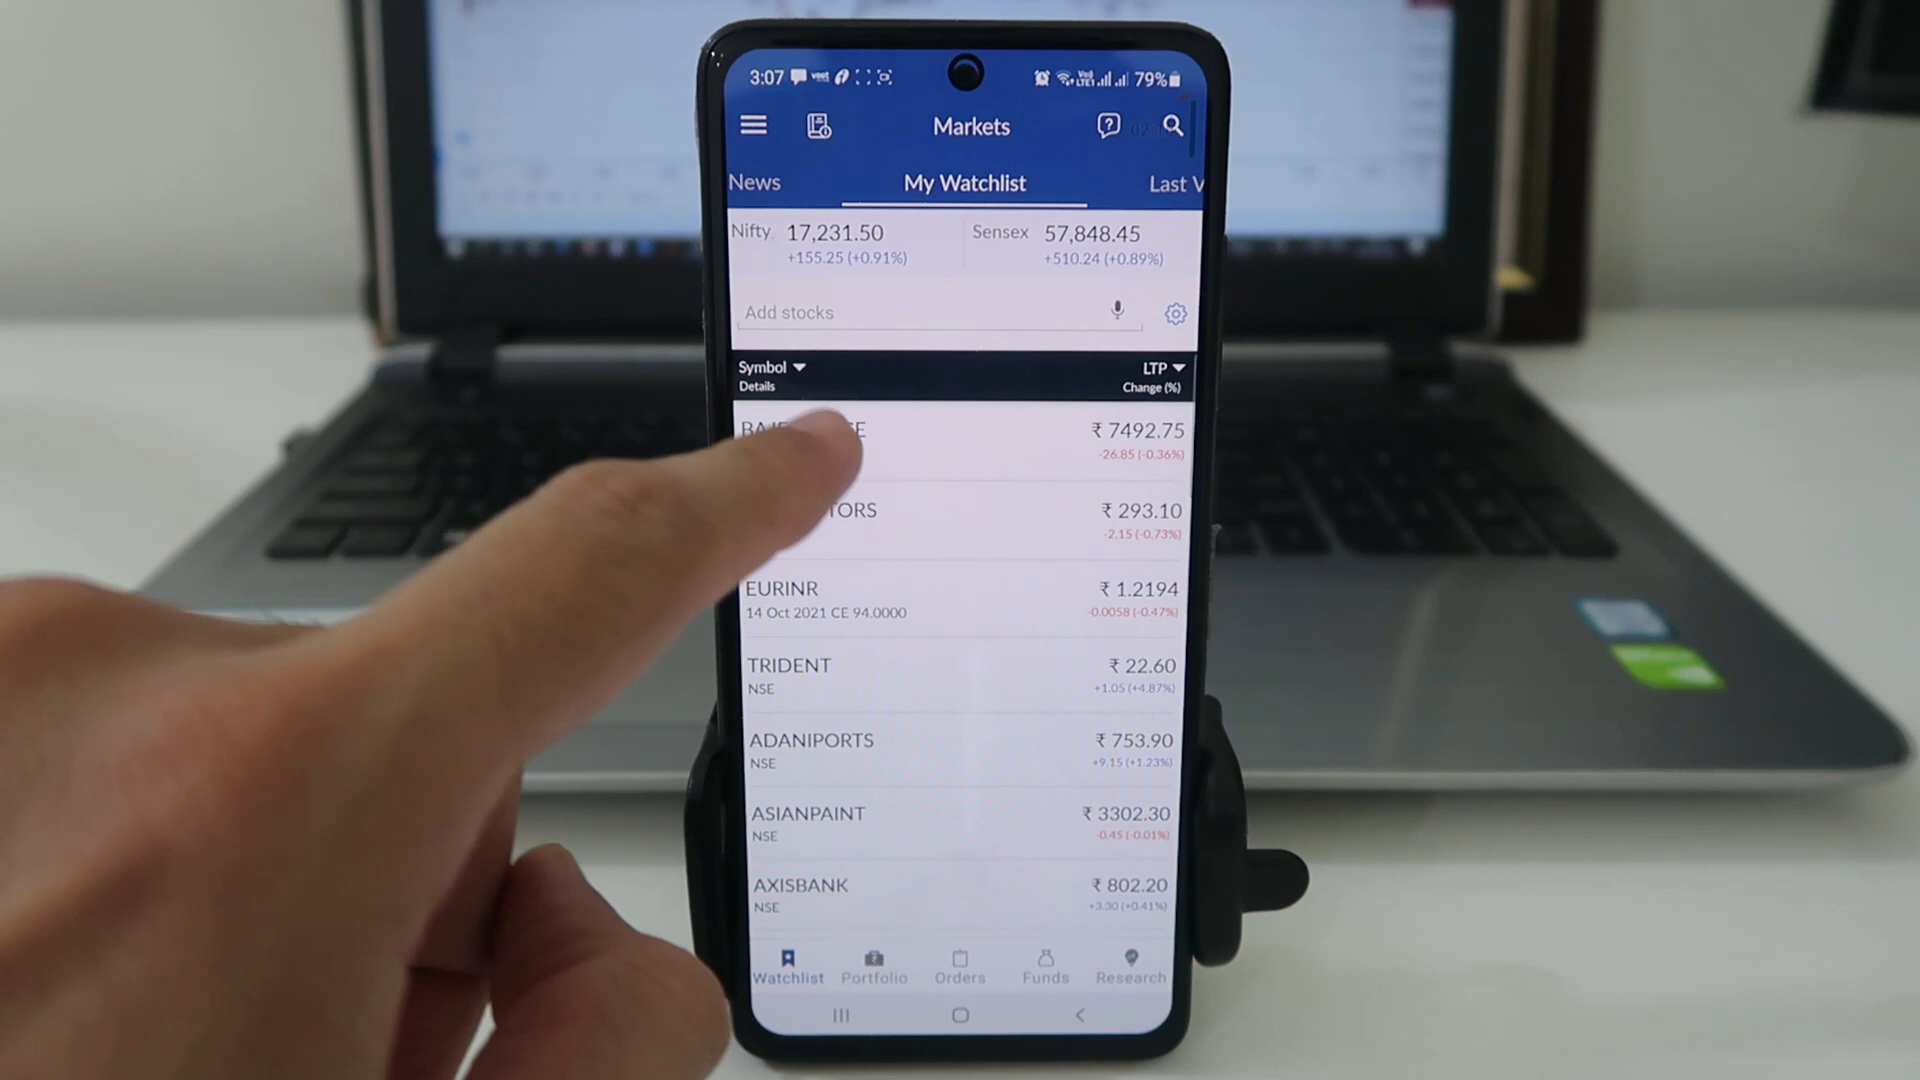 3:07 79%
Markets
News My Watchlist Last V
Nifty 17,231.50 Sensex 57,848.45
+155.25 (+0.91%) +510.24 (+0.89%)
Add stocks
Symbol LTP
Details Change (%)
₹ 7492.75
-26.85 (-0.36%)
TORS ₹ 293.10
-2.15 (-0.73%)
EURINR ₹ 1.2194
14 Oct 2021 CE 94.0000 -0.0058 (-0.47%)
TRIDENT ₹ 22.60
NSE +1.05 (+4.87%)
ADANIPORTS ₹ 753.90
NSE +9.15 (+1.23%)
ASIANPAINT ₹ 3302.30
NSE -0.45 (-0.01%)
AXISBANK ₹ 802.20
NSE +3.30 (+0.41%)
Watchlist Portfolio Orders Funds Research